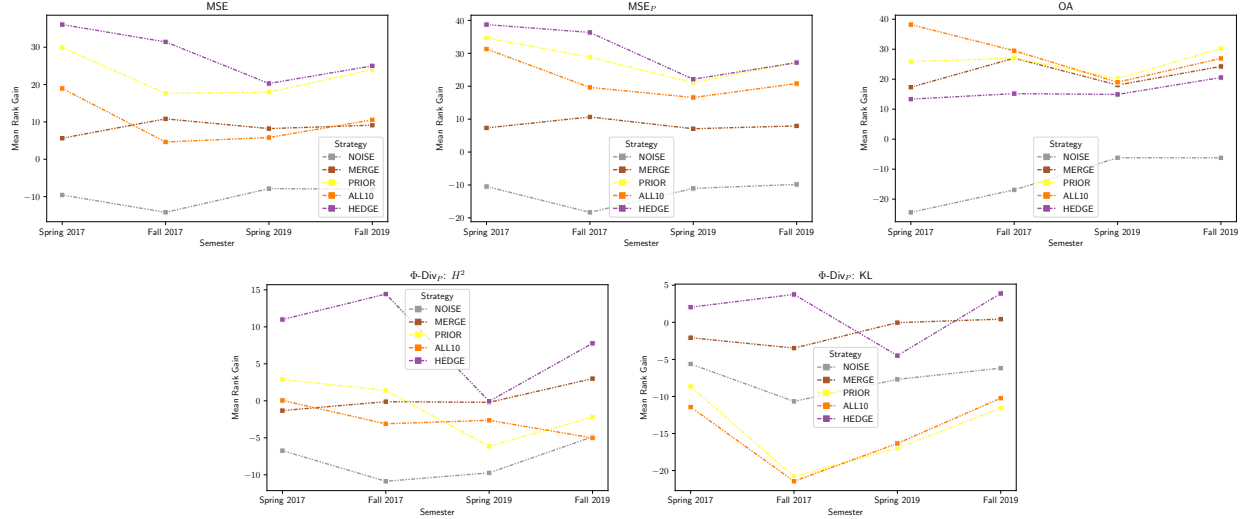 MSE
Mean Rank Gain
30
20
10
0
−10
Strategy
NOISE
MERGE
PRIOR
ALL10
HEDGE
Spring 2017
Fall 2017
Spring 2019
Fall 2019
Semester
MSE_P
Mean Rank Gain
40
30
20
10
0
−10
−20
Strategy
NOISE
MERGE
PRIOR
ALL10
HEDGE
Spring 2017
Fall 2017
Spring 2019
Fall 2019
Semester
OA
Mean Rank Gain
40
30
20
10
0
−10
−20
Strategy
NOISE
MERGE
PRIOR
ALL10
HEDGE
Spring 2017
Fall 2017
Spring 2019
Fall 2019
Semester
Φ-Div_P: H²
Mean Rank Gain
15
10
5
0
−5
−10
Strategy
NOISE
MERGE
PRIOR
ALL10
HEDGE
Spring 2017
Fall 2017
Spring 2019
Fall 2019
Semester
Φ-Div_P: KL
Mean Rank Gain
5
0
−5
−10
−15
−20
Strategy
NOISE
MERGE
PRIOR
ALL10
HEDGE
Spring 2017
Fall 2017
Spring 2019
Fall 2019
Semester